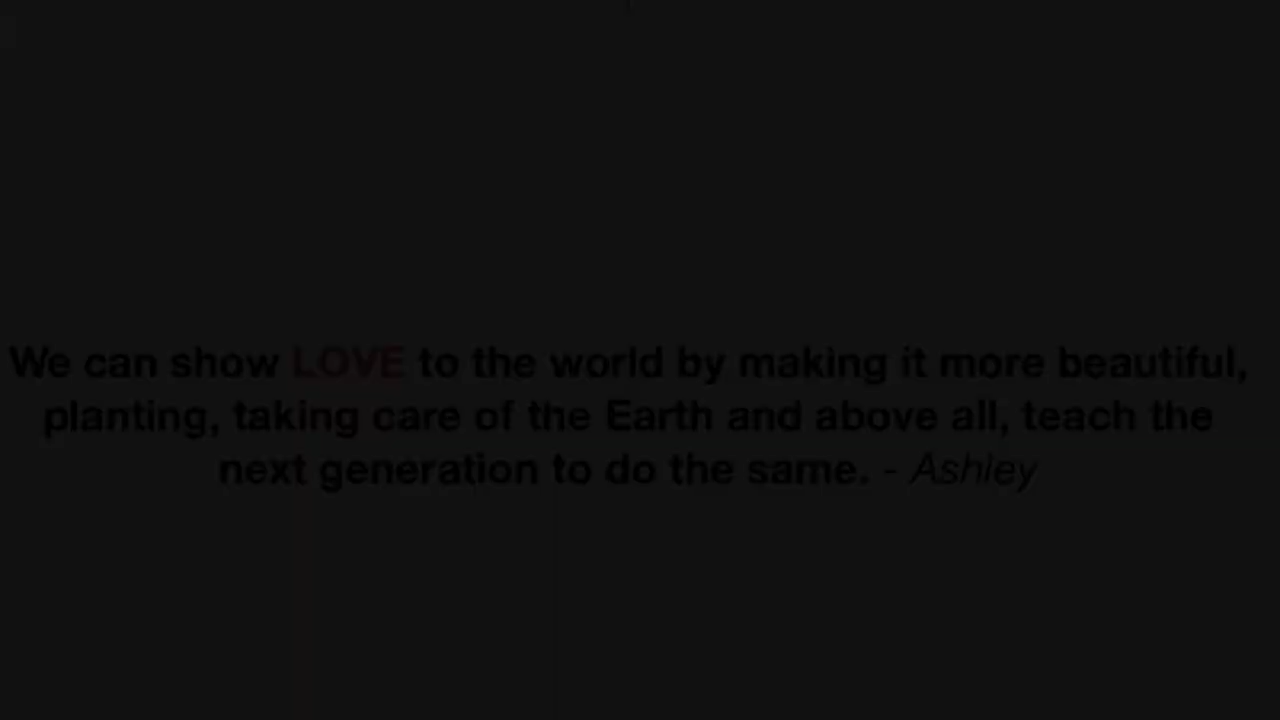 We can show LOVE to the world by making it more beautiful,
planting, taking care of the Earth and above all, teach the
next generation to do the same. - Ashley